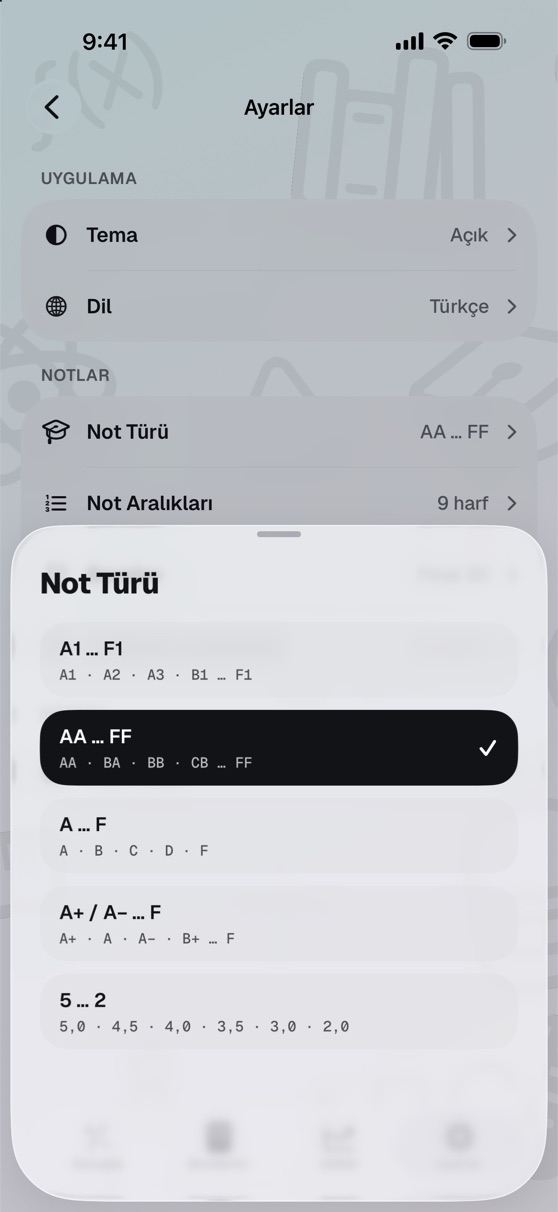 9:41
Ayarlar
UYGULAMA
Tema
Açık
Dil
Türkçe
NOTLAR
Not Türü
AA … FF
Not Aralıkları
9 harf
Not Türü
A1 … F1
A1 · A2 · A3 · B1 … F1
AA … FF
AA · BA · BB · CB … FF
A … F
A · B · C · D · F
A+ / A− … F
A+ · A · A− · B+ … F
5 … 2
5,0 · 4,5 · 4,0 · 3,5 · 3,0 · 2,0